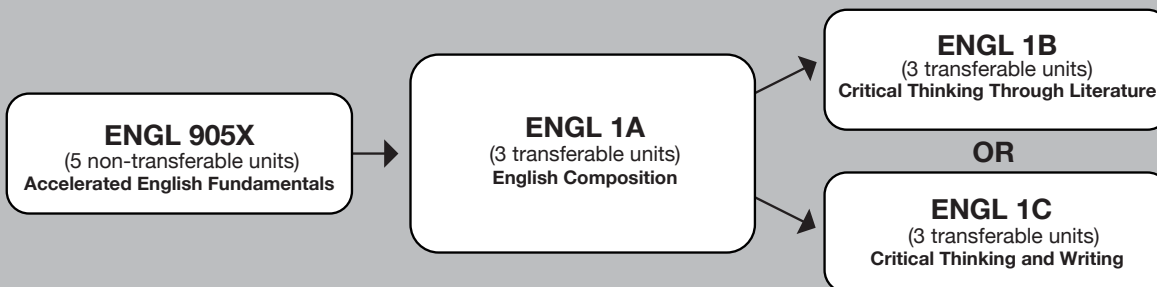 ENGL 905X
(5 non-transferable units)
Accelerated English Fundamentals
ENGL 1A
(3 transferable units)
English Composition
ENGL 1B
(3 transferable units)
Critical Thinking Through Literature
OR
ENGL 1C
(3 transferable units)
Critical Thinking and Writing